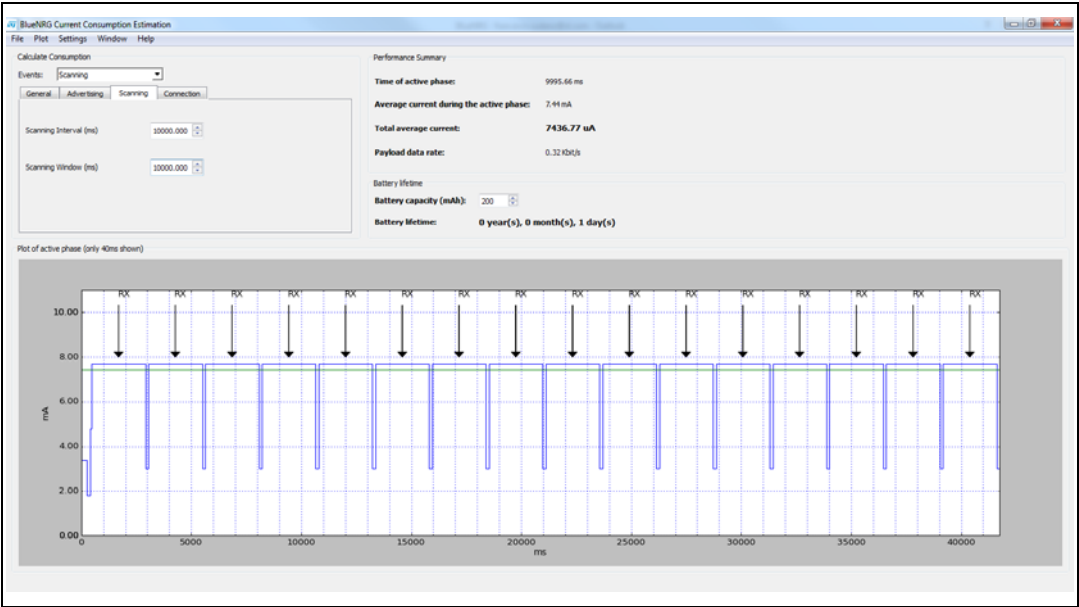 BlueNRG Current Consumption Estimation
File Plot Settings Window Help
Calculate Consumption
Events: Scanning
General Advertising Scanning Connection
Scanning Interval (ms) 10000.000
Scanning Window (ms) 10000.000
Performance Summary
Time of active phase: 9995.66 ms
Average current during the active phase: 7.44 mA
Total average current: 7436.77 uA
Payload data rate: 0.32 Kbit/s
Battery lifetime
Battery capacity (mAh): 200
Battery lifetime: 0 year(s), 0 month(s), 1 day(s)
Plot of active phase (only 40ms shown)
RX RX RX RX RX RX RX RX RX RX RX RX RX RX RX RX
10.00
8.00
6.00
4.00
2.00
0.00
mA
0 5000 10000 15000 20000 25000 30000 35000 40000
ms